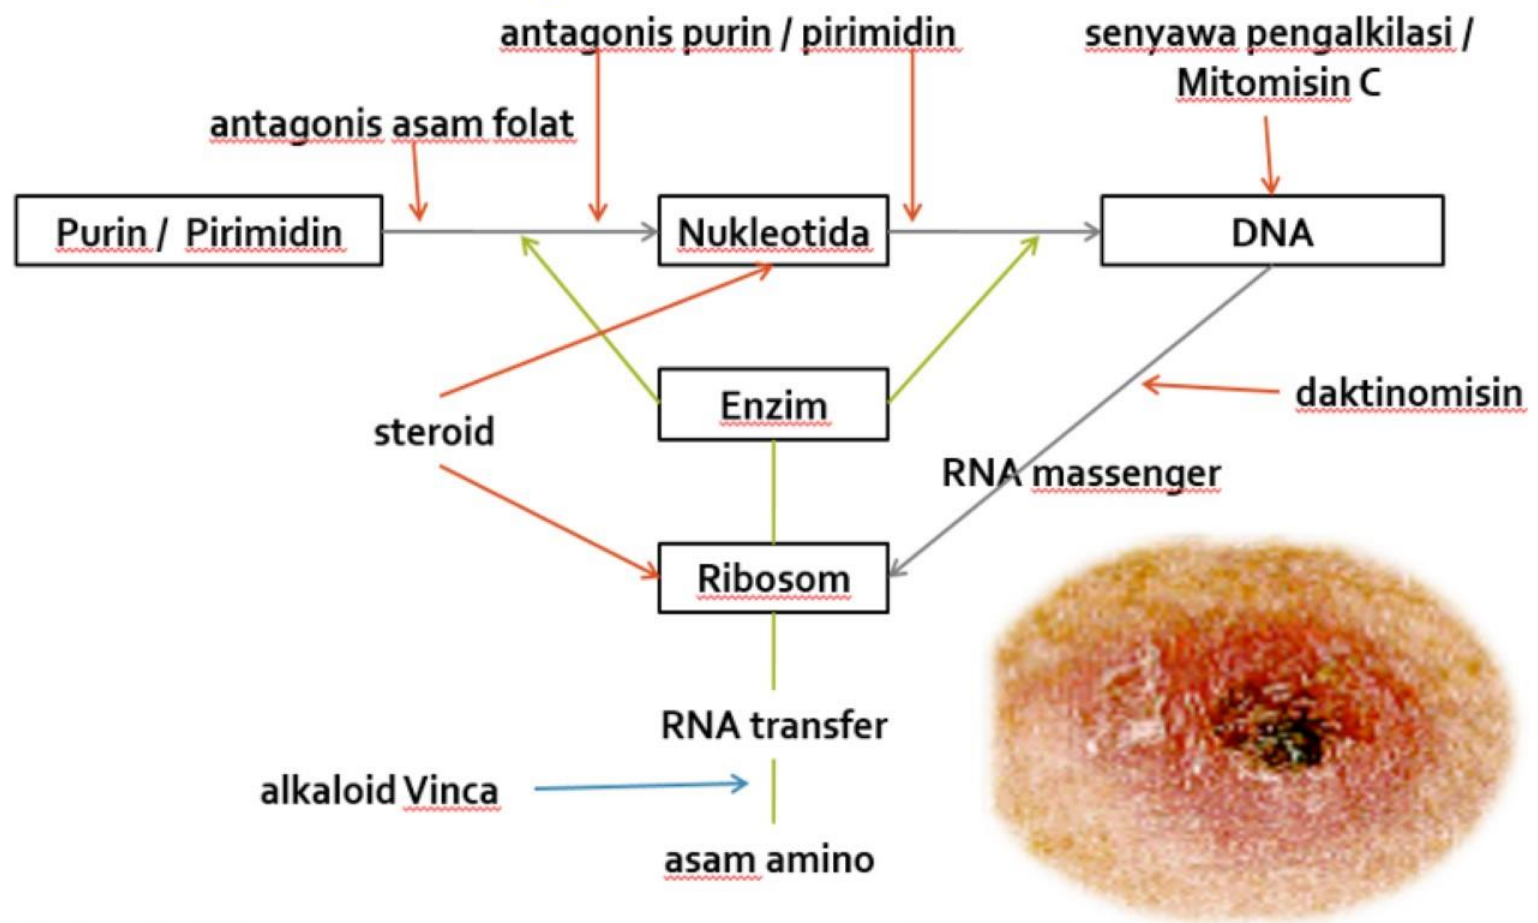 antagonis purin / pirimidin
senyawa pengalkilasi /
Mitomisin C
antagonis asam folat
Purin / Pirimidin
Nukleotida
DNA
Enzim
daktinomisin
steroid
RNA massenger
Ribosom
RNA transfer
alkaloid Vinca
asam amino